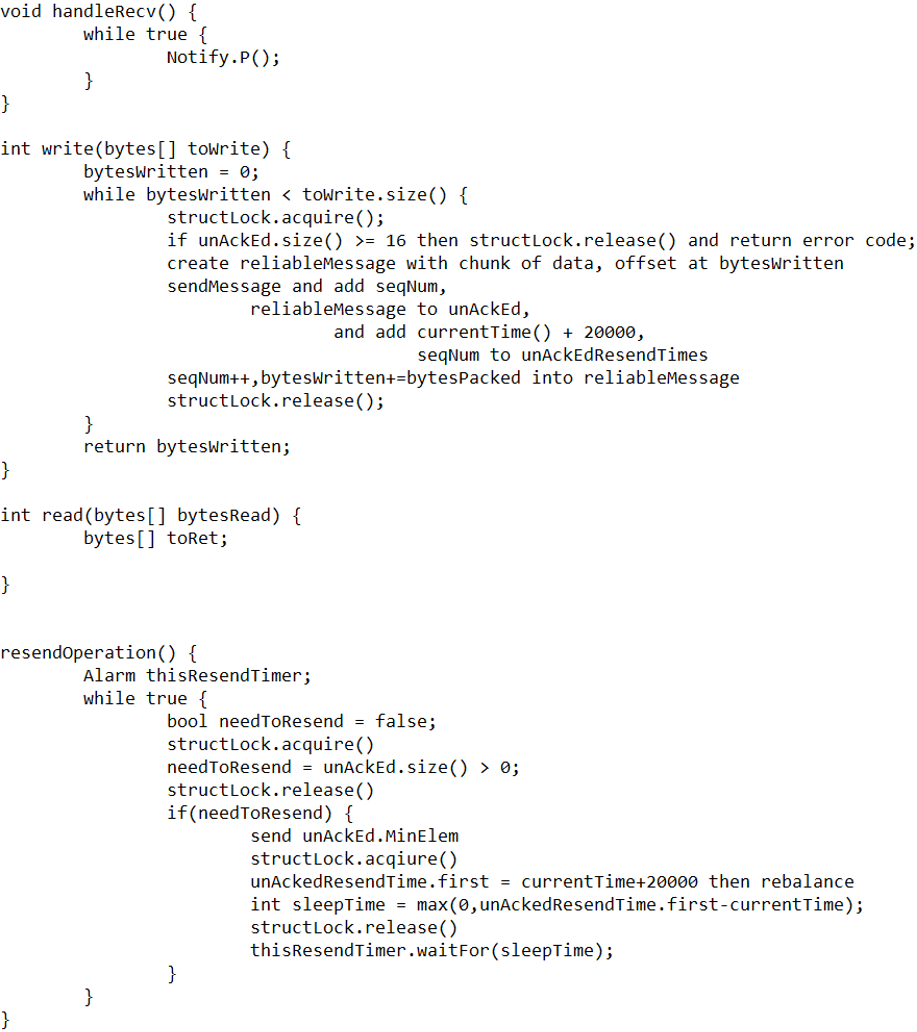 void handleRecv() {
        while true {
                Notify.P();
        }
}

int write(bytes[] toWrite) {
        bytesWritten = 0;
        while bytesWritten < toWrite.size() {
                structLock.acquire();
                if unAckEd.size() >= 16 then structLock.release() and return error code;
                create reliableMessage with chunk of data, offset at bytesWritten
                sendMessage and add seqNum,
                        reliableMessage to unAckEd,
                                and add currentTime() + 20000,
                                        seqNum to unAckEdResendTimes
                seqNum++,bytesWritten+=bytesPacked into reliableMessage
                structLock.release();
        }
        return bytesWritten;
}

int read(bytes[] bytesRead) {
        bytes[] toRet;

}


resendOperation() {
        Alarm thisResendTimer;
        while true {
                bool needToResend = false;
                structLock.acquire()
                needToResend = unAckEd.size() > 0;
                structLock.release()
                if(needToResend) {
                        send unAckEd.MinElem
                        structLock.acqiure()
                        unAckedResendTime.first = currentTime+20000 then rebalance
                        int sleepTime = max(0,unAckedResendTime.first-currentTime);
                        structLock.release()
                        thisResendTimer.waitFor(sleepTime);
                }
        }
}